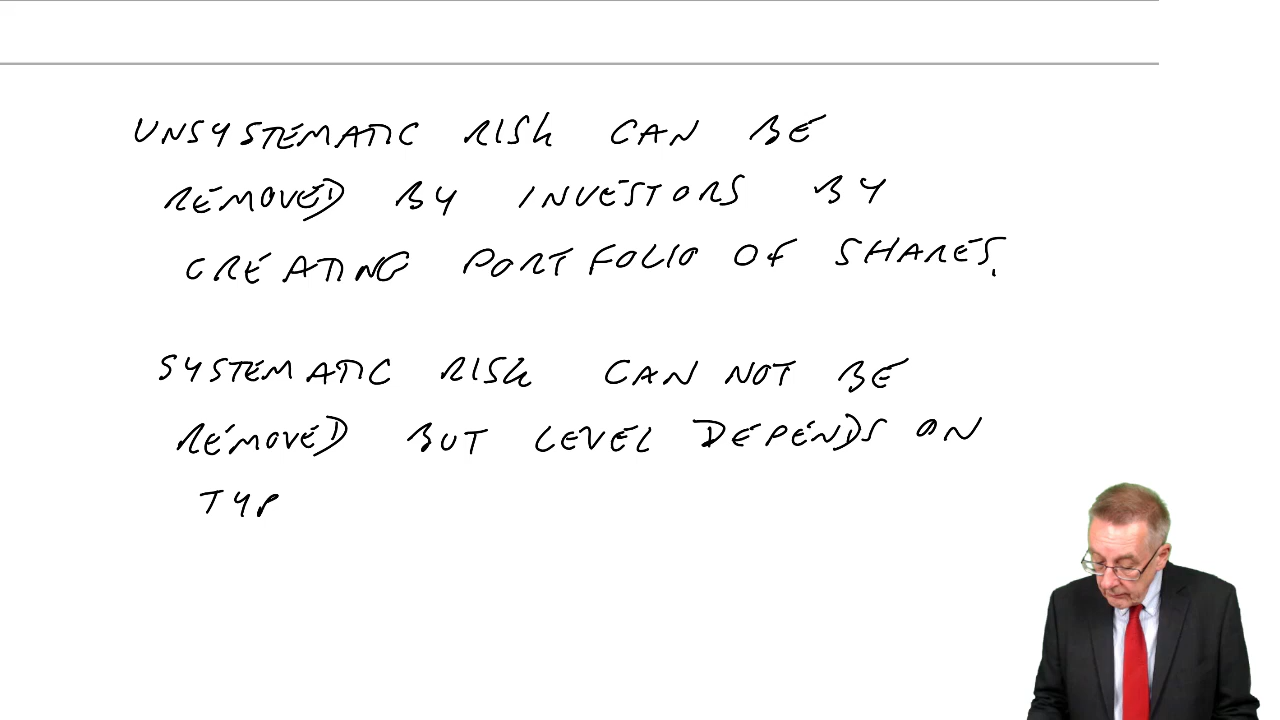 UNSYSTEMATIC RISK CAN BE
REMOVED BY INVESTORS BY
CREATING PORTFOLIO OF SHARES.
SYSTEMATIC RISK CAN NOT BE
REMOVED BUT LEVEL DEPENDS ON
TYP